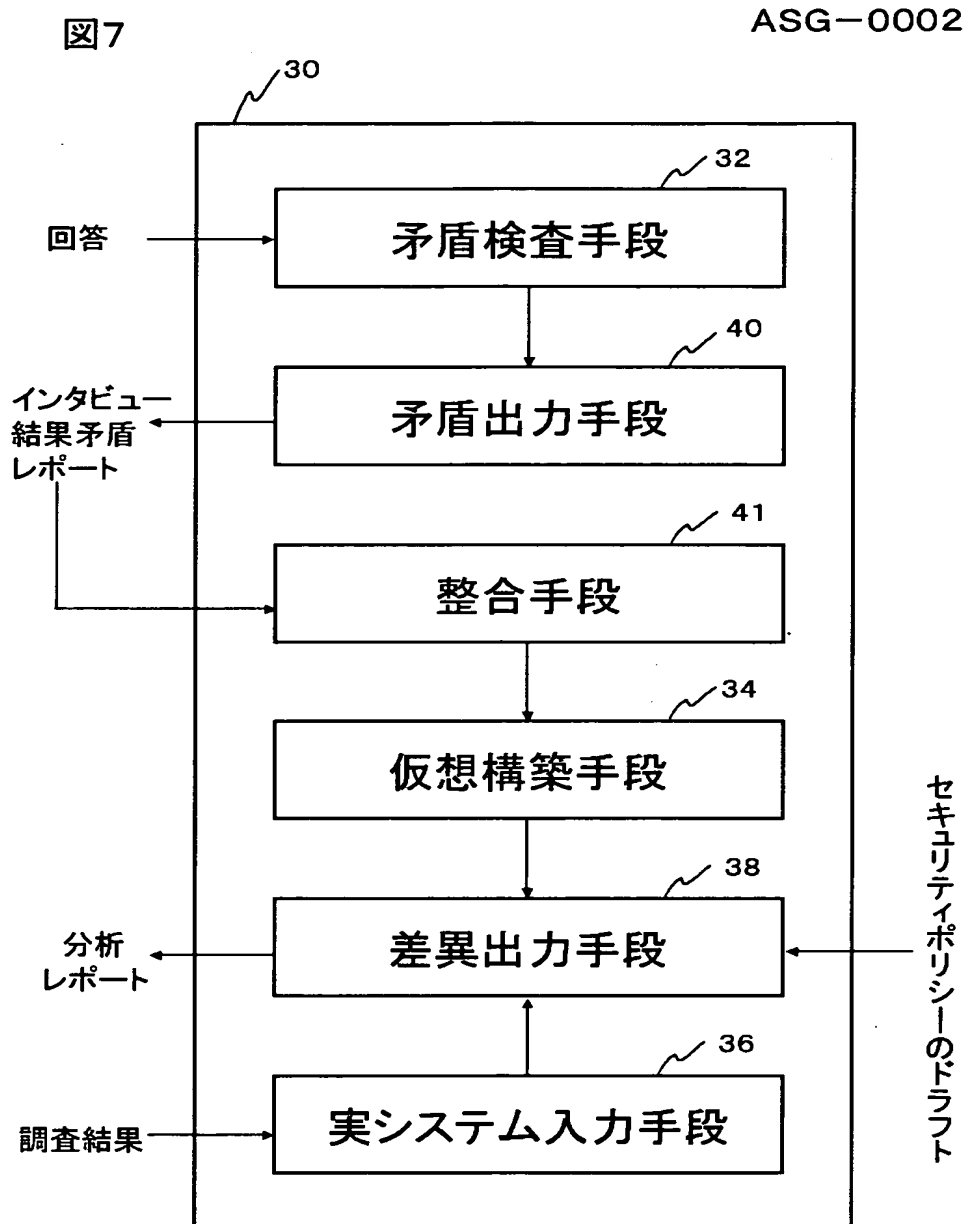 図7
ASG-0002
30
32
回答
矛盾検査手段
40
矛盾出力手段
インタビュー
結果矛盾
レポート
41
整合手段
34
仮想構築手段
38
差異出力手段
分析
レポート
セキュリティポリシーのドラフト
36
実システム入力手段
調査結果